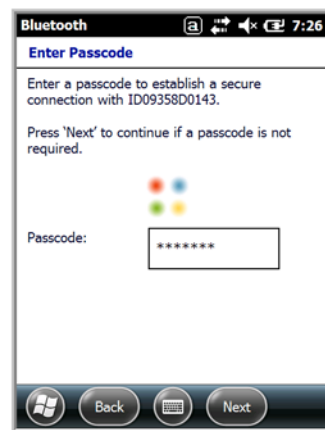 Bluetooth a 7:26
Enter Passcode
Enter a passcode to establish a secure
connection with ID09358D0143.
Press `Next' to continue if a passcode is not
required.
Passcode: *******
Back Next